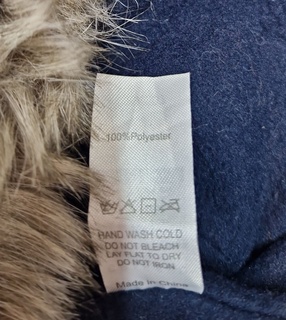 100%Polyester
HAND WASH COLD
DO NOT BLEACH
LAY FLAT TO DRY
DO NOT IRON
Made In China